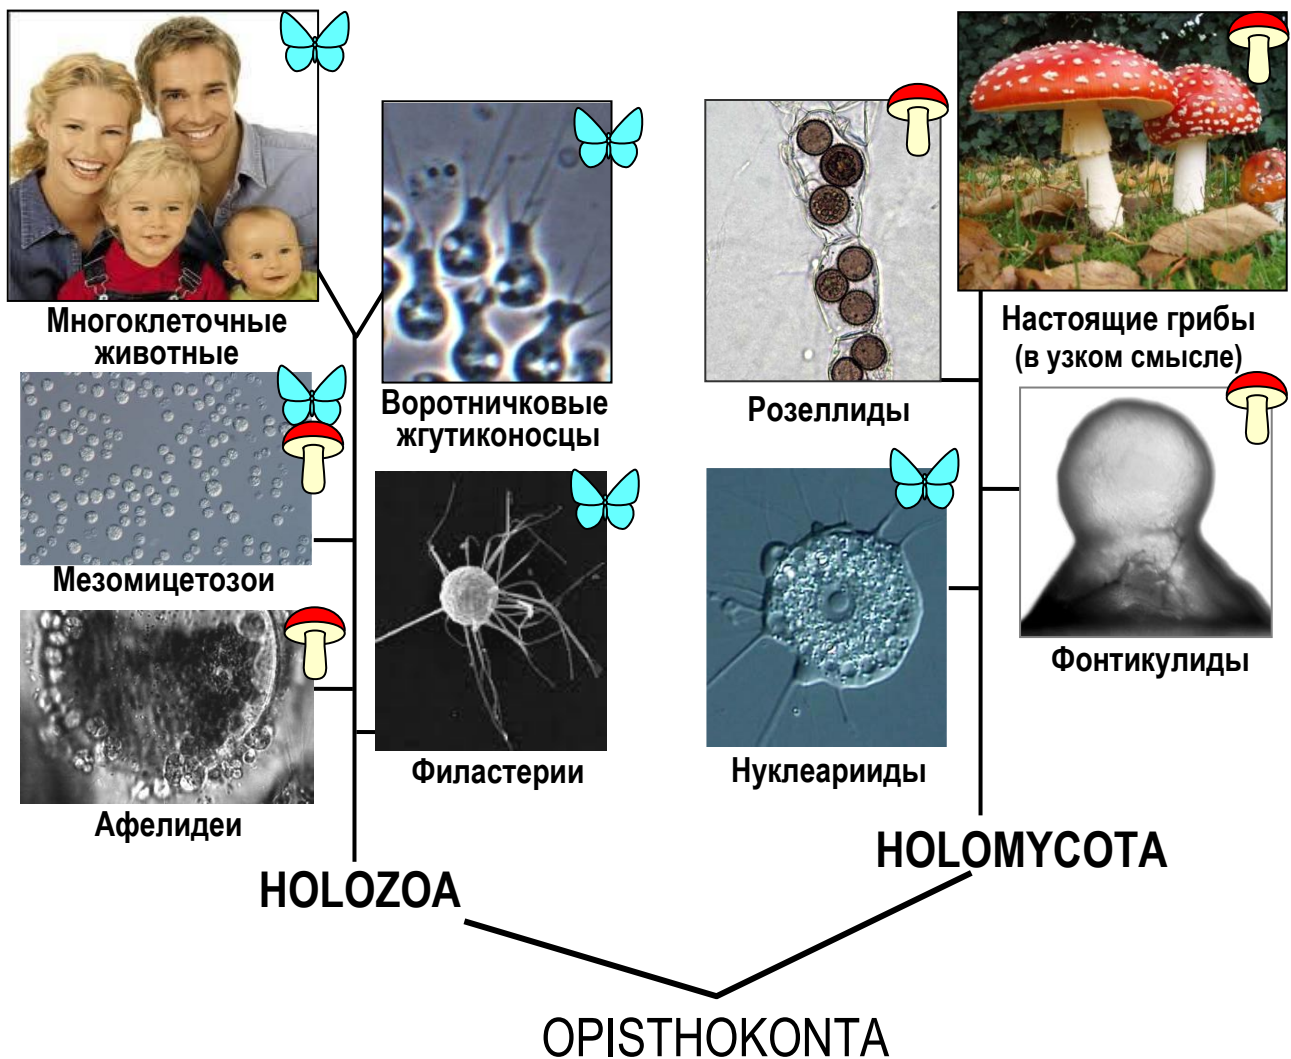 Многоклеточные
животные
Воротничковые
жгутиконосцы
Мезомицетозои
Афелидеи
Филастерии
HOLOZOA
Розеллиды
Настоящие грибы
(в узком смысле)
Нуклеарииды
Фонтикулиды
HOLOMYCOTA
OPISTHOKONTA